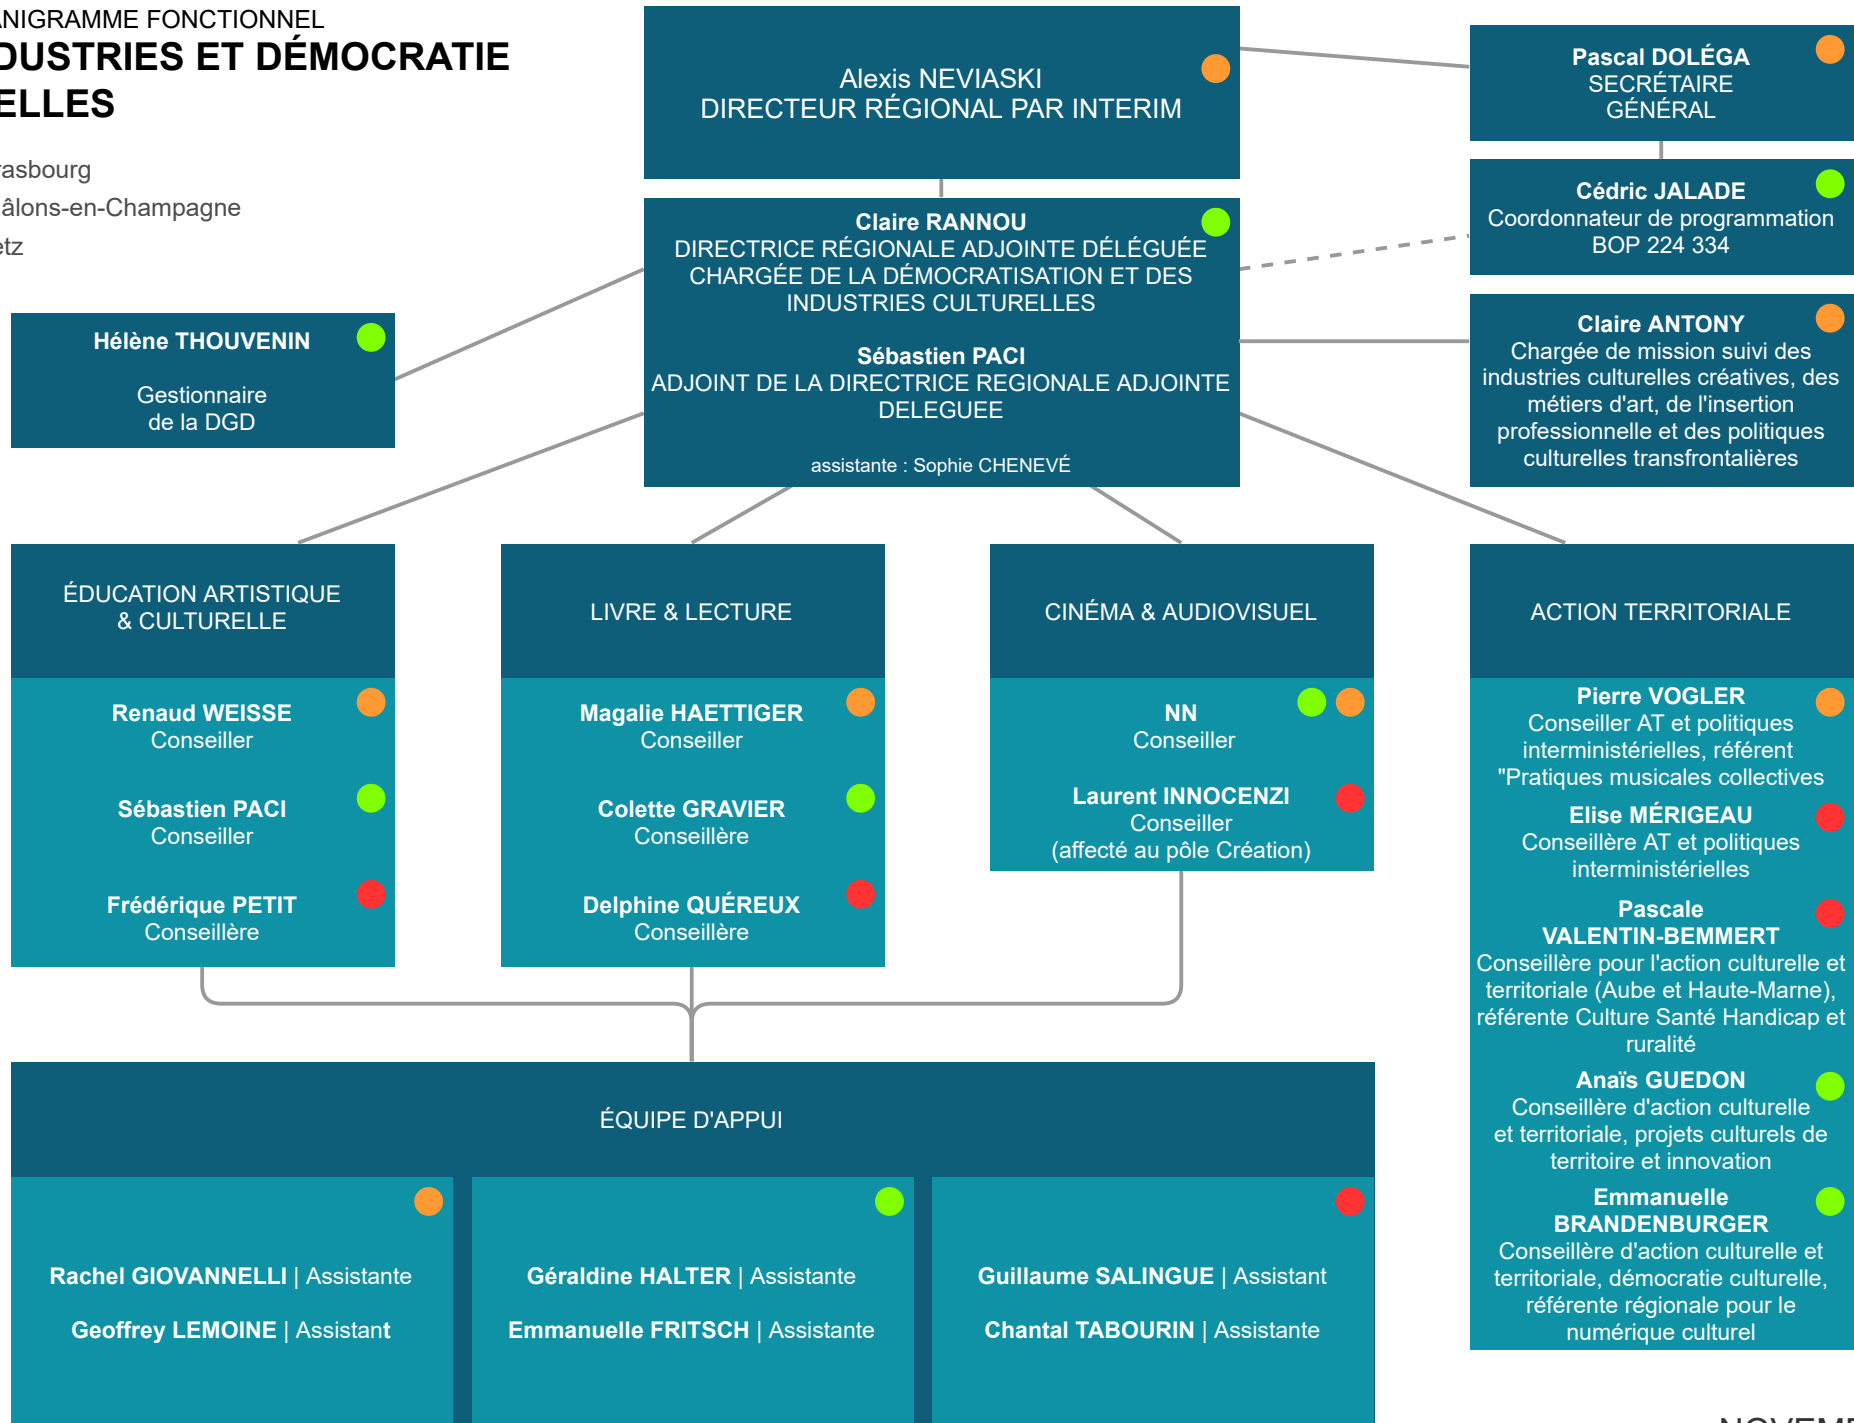 ANIGRAMME FONCTIONNEL
DUSTRIES ET DÉMOCRATIE
ELLES
rasbourg
âlons-en-Champagne
etz
Alexis NEVIASKI
DIRECTEUR RÉGIONAL PAR INTERIM
Pascal DOLÉGA
SECRÉTAIRE
GÉNÉRAL
Cédric JALADE
Coordonnateur de programmation
BOP 224 334
Claire RANNOU
DIRECTRICE RÉGIONALE ADJOINTE DÉLÉGUÉE
CHARGÉE DE LA DÉMOCRATISATION ET DES
INDUSTRIES CULTURELLES
Sébastien PACI
ADJOINT DE LA DIRECTRICE REGIONALE ADJOINTE
DELEGUEE
assistante : Sophie CHENEVÉ
Claire ANTONY
Chargée de mission suivi des
industries culturelles créatives, des
métiers d'art, de l'insertion
professionnelle et des politiques
culturelles transfrontalières
Hélène THOUVENIN
Gestionnaire
de la DGD
ÉDUCATION ARTISTIQUE
& CULTURELLE
Renaud WEISSE
Conseiller
Sébastien PACI
Conseiller
Frédérique PETIT
Conseillère
LIVRE & LECTURE
Magalie HAETTIGER
Conseiller
Colette GRAVIER
Conseillère
Delphine QUÉREUX
Conseillère
CINÉMA & AUDIOVISUEL
NN
Conseiller
Laurent INNOCENZI
Conseiller
(affecté au pôle Création)
ACTION TERRITORIALE
Pierre VOGLER
Conseiller AT et politiques
interministérielles, référent
"Pratiques musicales collectives
Elise MÉRIGEAU
Conseillère AT et politiques
interministérielles
Pascale
VALENTIN-BEMMERT
Conseillère pour l'action culturelle et
territoriale (Aube et Haute-Marne),
référente Culture Santé Handicap et
ruralité
Anaïs GUEDON
Conseillère d'action culturelle
et territoriale, projets culturels de
territoire et innovation
Emmanuelle
BRANDENBURGER
Conseillère d'action culturelle et
territoriale, démocratie culturelle,
référente régionale pour le
numérique culturel
ÉQUIPE D'APPUI
Rachel GIOVANNELLI | Assistante
Geoffrey LEMOINE | Assistant
Géraldine HALTER | Assistante
Emmanuelle FRITSCH | Assistante
Guillaume SALINGUE | Assistant
Chantal TABOURIN | Assistante